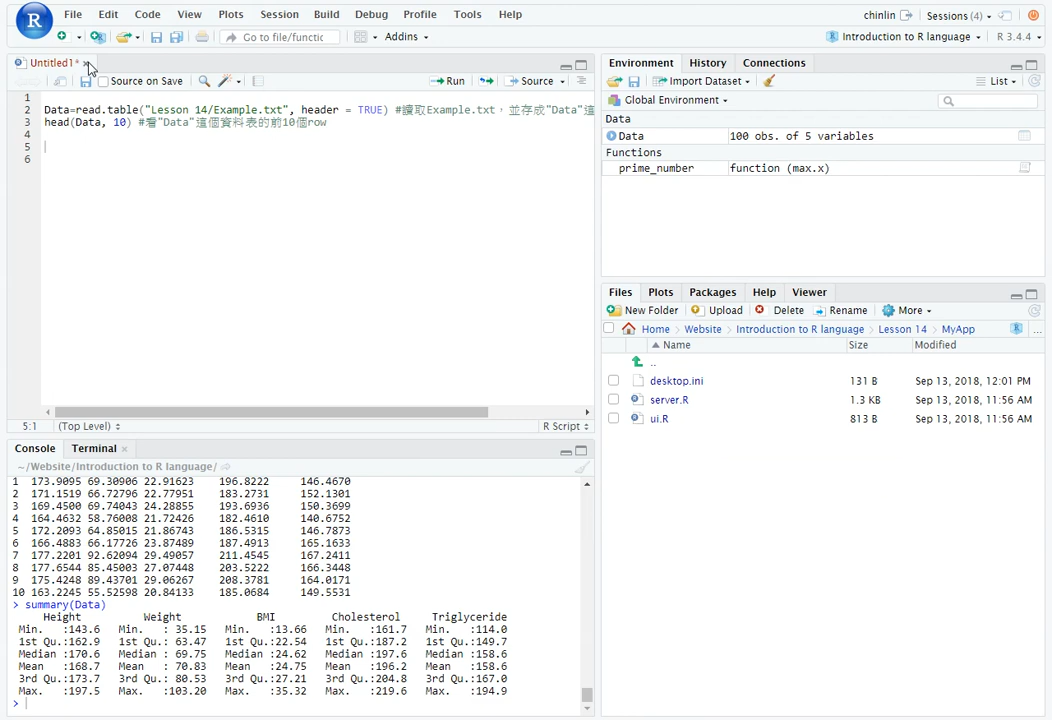 File Edit Code View Plots Session Build Debug Profile Tools Help chinlin Sessions (4)
Go to file/functic Addins Introduction to R language R 3.4.4
Untitled1*
Source on Save Run Source
1
2 Data=read.table("Lesson 14/Example.txt", header = TRUE) #讀取Example.txt，並存成"Data"這
3 head(Data, 10) #看"Data"這個資料表的前10個row
4
5
6
5:1 (Top Level) R Script
Console Terminal
~/Website/Introduction to R language/
1 173.9095 69.30906 22.91623 196.8222 146.4670
2 171.1519 66.72796 22.77951 183.2731 152.1301
3 169.4500 69.74043 24.28855 193.6936 150.3699
4 164.4632 58.76008 21.72426 182.4610 140.6752
5 172.2093 64.85015 21.86743 186.5315 146.7873
6 166.4883 66.17726 23.87489 187.4913 165.1633
7 177.2201 92.62094 29.49057 211.4545 167.2411
8 177.6544 85.45003 27.07448 203.5222 166.3448
9 175.4248 89.43701 29.06267 208.3781 164.0171
10 163.2245 55.52598 20.84133 185.0684 149.5531
> summary(Data)
Height Weight BMI Cholesterol Triglyceride
Min. :143.6 Min. : 35.15 Min. :13.66 Min. :161.7 Min. :114.0
1st Qu.:162.9 1st Qu.: 63.47 1st Qu.:22.54 1st Qu.:187.2 1st Qu.:149.7
Median :170.6 Median : 69.75 Median :24.62 Median :197.6 Median :158.6
Mean :168.7 Mean : 70.83 Mean :24.75 Mean :196.2 Mean :158.6
3rd Qu.:173.7 3rd Qu.: 80.53 3rd Qu.:27.21 3rd Qu.:204.8 3rd Qu.:167.0
Max. :197.5 Max. :103.20 Max. :35.32 Max. :219.6 Max. :194.9
>
Environment History Connections
Import Dataset List
Global Environment
Data
Data 100 obs. of 5 variables
Functions
prime_number function (max.x)
Files Plots Packages Help Viewer
New Folder Upload Delete Rename More
Home Website Introduction to R language Lesson 14 MyApp ...
Name Size Modified
..
desktop.ini 131 B Sep 13, 2018, 12:01 PM
server.R 1.3 KB Sep 13, 2018, 11:56 AM
ui.R 813 B Sep 13, 2018, 11:56 AM